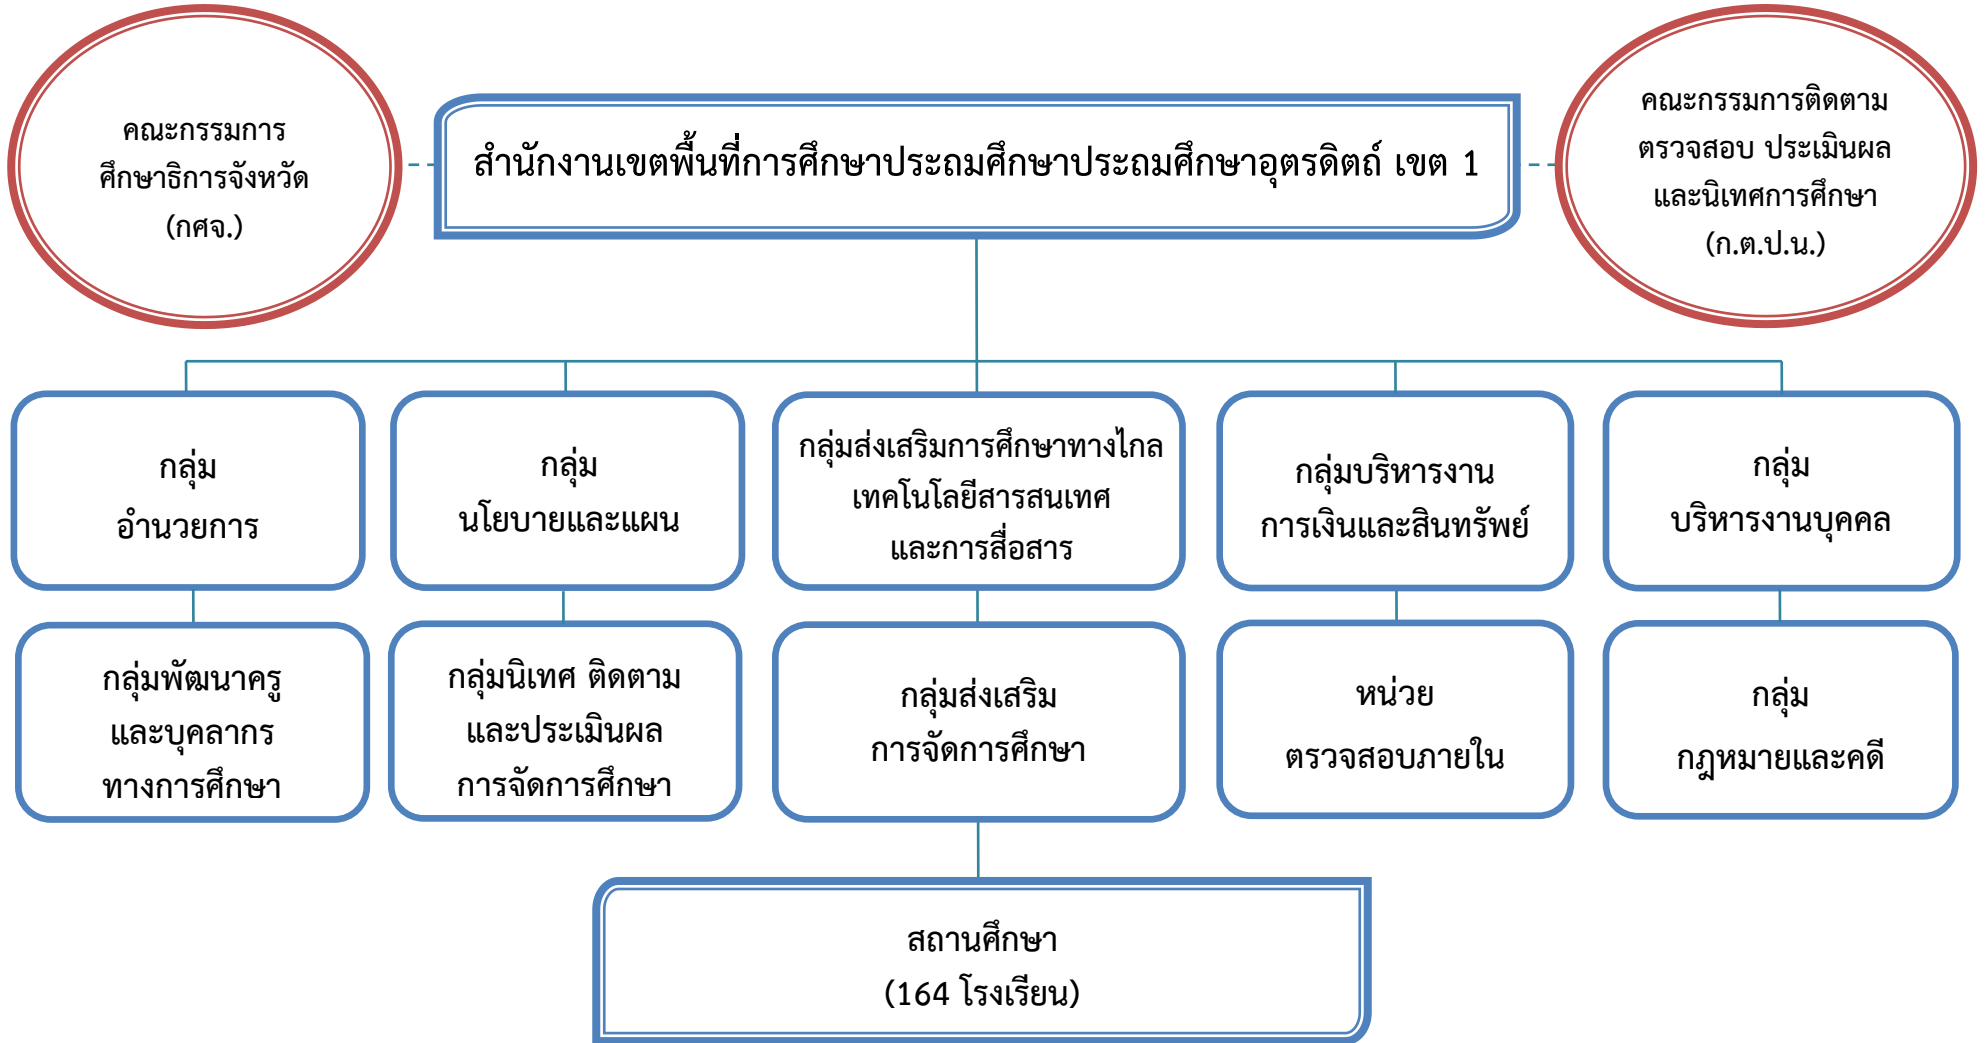 คณะกรรมการ
ศึกษาธิการจังหวัด
(กศจ.)
สำนักงานเขตพื้นที่การศึกษาประถมศึกษาประถมศึกษาอุตรดิตถ์ เขต 1
คณะกรรมการติดตาม
ตรวจสอบ ประเมินผล
และนิเทศการศึกษา
(ก.ต.ป.น.)
กลุ่ม
อำนวยการ
กลุ่ม
นโยบายและแผน
กลุ่มส่งเสริมการศึกษาทางไกล
เทคโนโลยีสารสนเทศ
และการสื่อสาร
กลุ่มบริหารงาน
การเงินและสินทรัพย์
กลุ่ม
บริหารงานบุคคล
กลุ่มพัฒนาครู
และบุคลากร
ทางการศึกษา
กลุ่มนิเทศ ติดตาม
และประเมินผล
การจัดการศึกษา
กลุ่มส่งเสริม
การจัดการศึกษา
หน่วย
ตรวจสอบภายใน
กลุ่ม
กฎหมายและคดี
สถานศึกษา
(164 โรงเรียน)